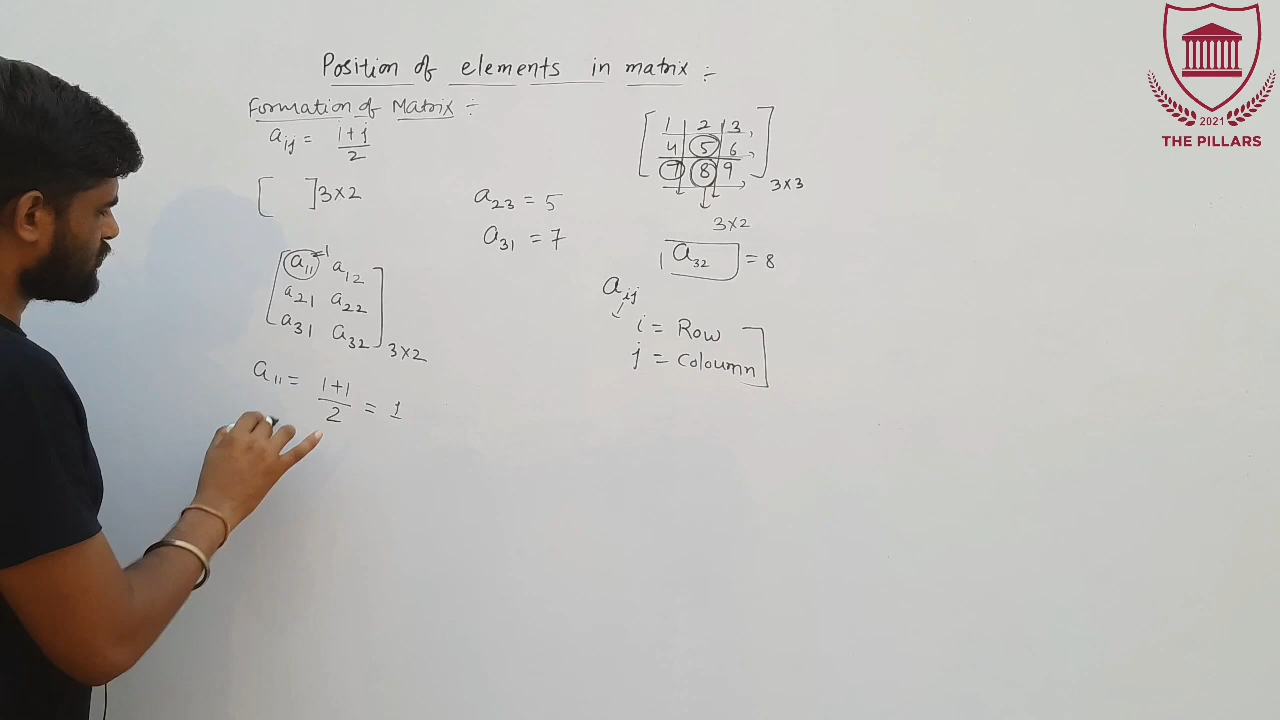 Position of elements in matrix :-
Formation of Matrix :-
aij = i+j / 2
[ ] 3×2
a11 =1 a12
a21 a22
a31 a32
3×2
a11 = 1+1 / 2 = 1
a23 = 5
a31 = 7
1 2 3
4 5 6
7 8 9
3×3
3×2
a32 = 8
aij
i = Row
j = Coloumn
2021
THE PILLARS